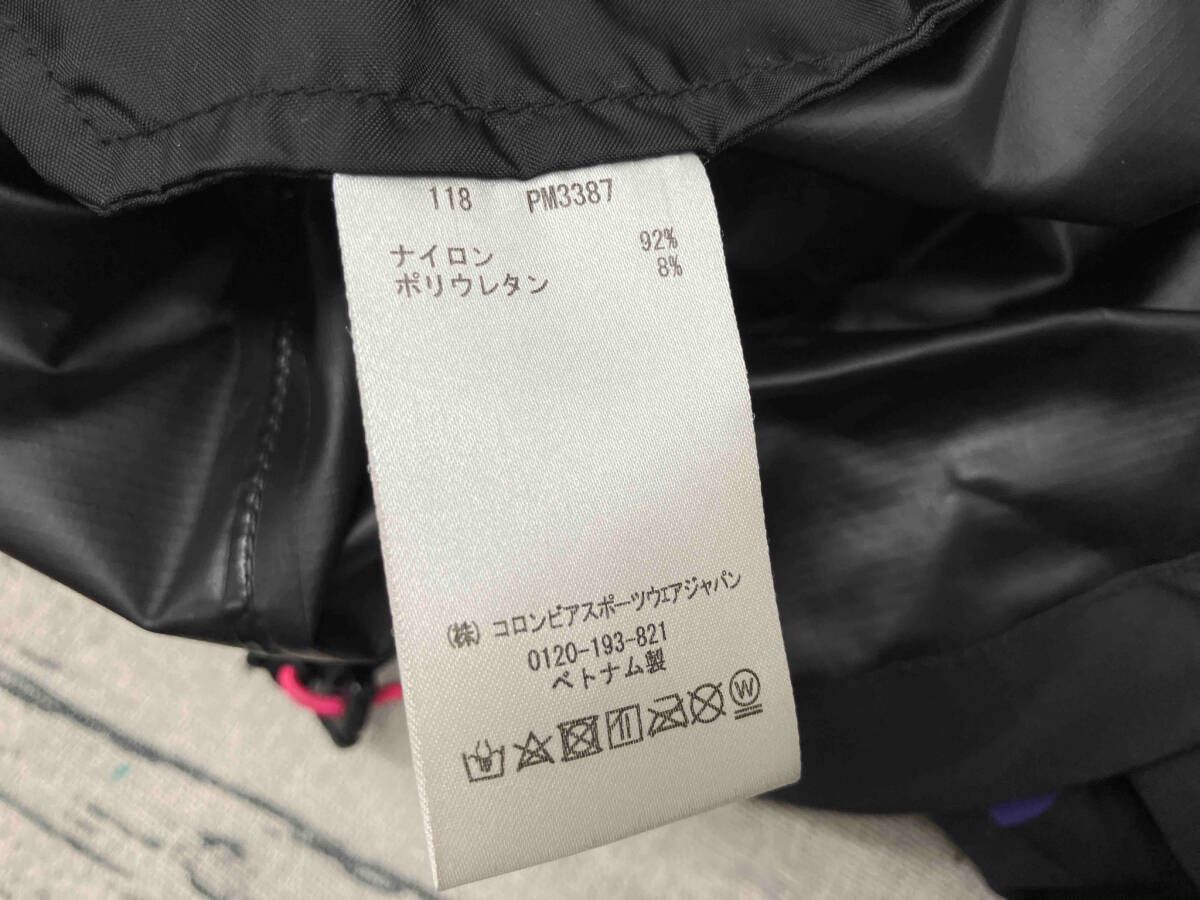 118 PM3387
ナイロン 92%
ポリウレタン 8%
(株) コロンビアスポーツウエアジャパン
0120-193-821
ベトナム製
W